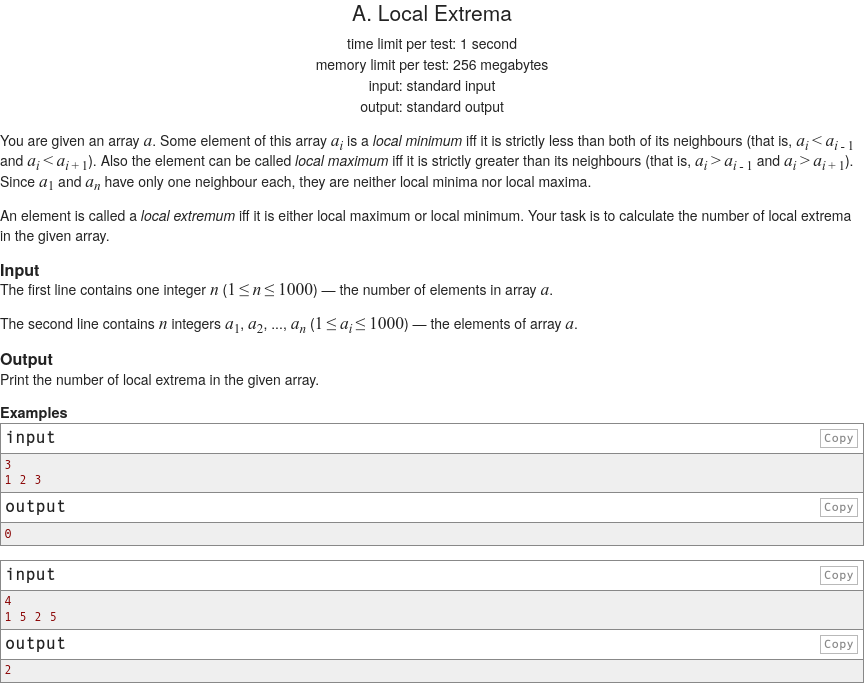 A. Local Extrema
time limit per test: 1 second
memory limit per test: 256 megabytes
input: standard input
output: standard output
You are given an array a. Some element of this array a_i is a local minimum iff it is strictly less than both of its neighbours (that is, a_i < a_{i - 1}
and a_i < a_{i + 1}). Also the element can be called local maximum iff it is strictly greater than its neighbours (that is, a_i > a_{i - 1} and a_i > a_{i + 1}).
Since a_1 and a_n have only one neighbour each, they are neither local minima nor local maxima.
An element is called a local extremum iff it is either local maximum or local minimum. Your task is to calculate the number of local extrema
in the given array.
Input
The first line contains one integer n (1 ≤ n ≤ 1000) — the number of elements in array a.
The second line contains n integers a_1, a_2, ..., a_n (1 ≤ a_i ≤ 1000) — the elements of array a.
Output
Print the number of local extrema in the given array.
Examples
input Copy
3
1 2 3
output Copy
0
input Copy
4
1 5 2 5
output Copy
2